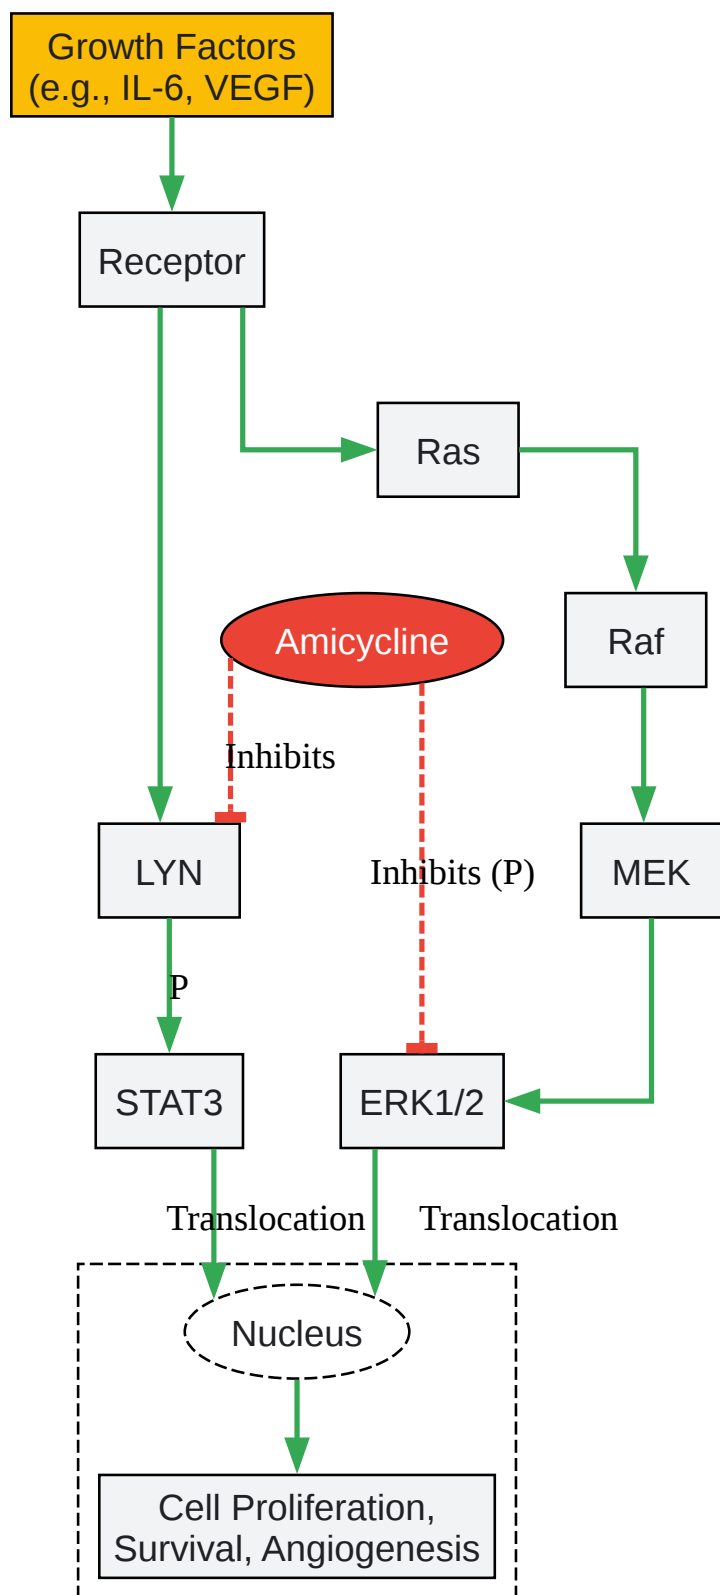 Growth Factors
(e.g., IL-6, VEGF)
Receptor
Ras
Amicycline
Raf
Inhibits
LYN
Inhibits (P)
MEK
P
STAT3
ERK1/2
Translocation
Translocation
Nucleus
Cell Proliferation,
Survival, Angiogenesis